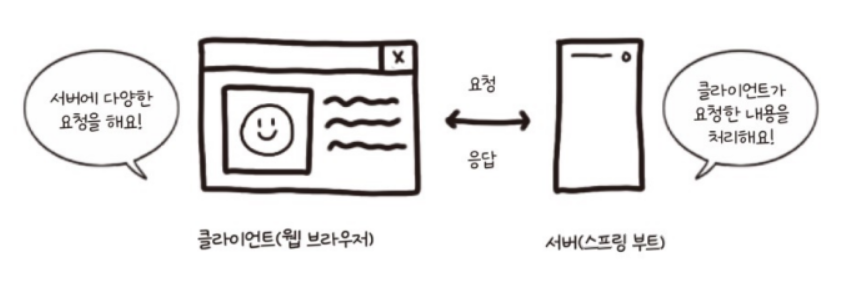 서버에 다양한
요청을 해요!
X
요청
응답
클라이언트가
요청한 내용을
처리해요!
클라이언트(웹 브라우저)
서버(스프링 부트)